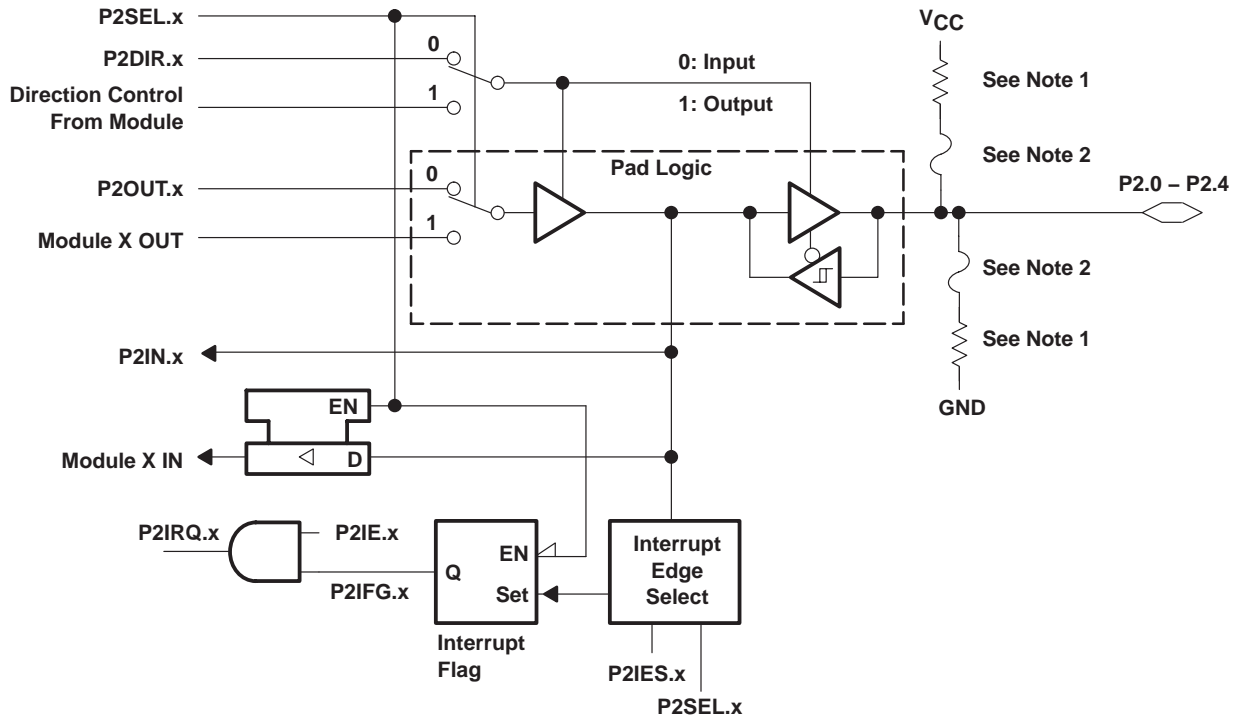 P2SEL.x
P2DIR.x
Direction Control
From Module
P2OUT.x
Module X OUT
0
1
0
1
0: Input
1: Output
Pad Logic
VCC
See Note 1
See Note 2
P2.0 – P2.4
See Note 2
See Note 1
GND
P2IN.x
EN
Module X IN
D
P2IRQ.x
P2IE.x
P2IFG.x
EN
Q
Set
Interrupt
Flag
Interrupt
Edge
Select
P2IES.x
P2SEL.x